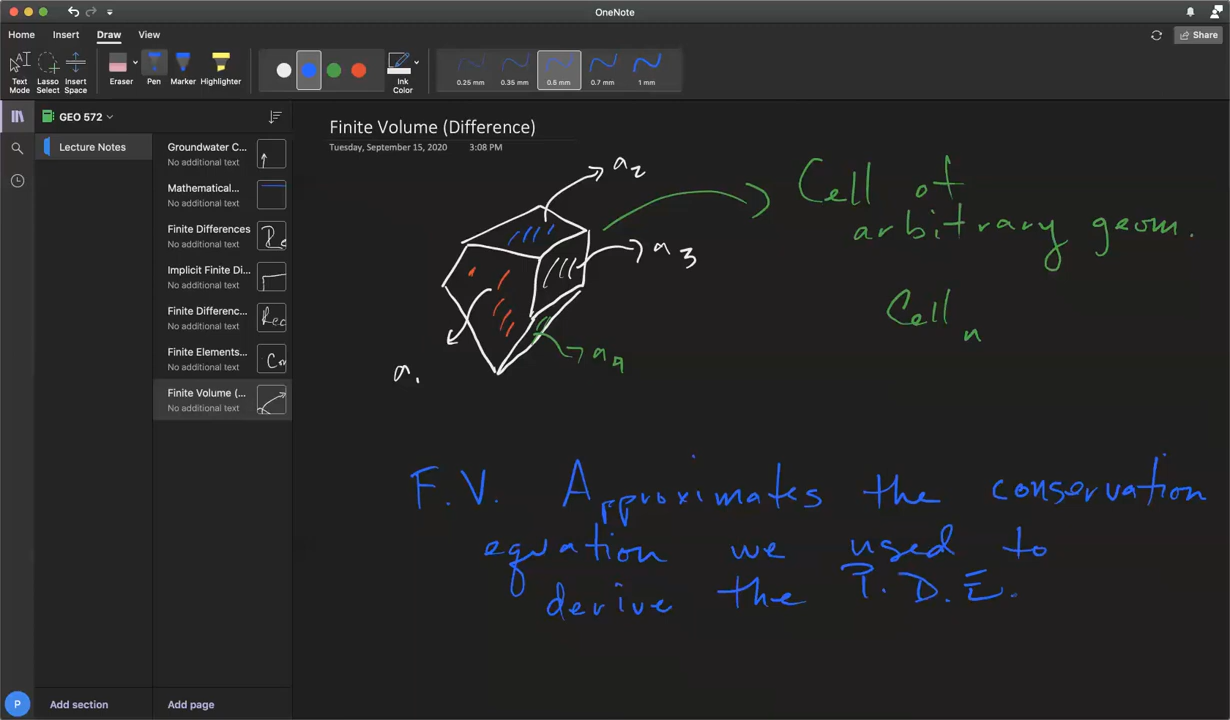 OneNote
Home Insert Draw View
Share
Text Mode
Lasso Select
Insert Space
Eraser
Pen
Marker
Highlighter
Ink Color
0.25 mm
0.35 mm
0.5 mm
0.7 mm
1 mm
GEO 572
Lecture Notes
Groundwater C...
No additional text
Mathematical...
No additional text
Finite Differences
No additional text
Implicit Finite Di...
No additional text
Finite Differenc...
No additional text
Finite Elements...
No additional text
Finite Volume (...
No additional text
P
Add section
Add page
Finite Volume (Difference)
Tuesday, September 15, 2020 3:08 PM
a2
a3
a4
a1
Cell of
arbitrary geom.
Cell n
F.V. Approximates the conservation
equation we used to
derive the P.D.E.